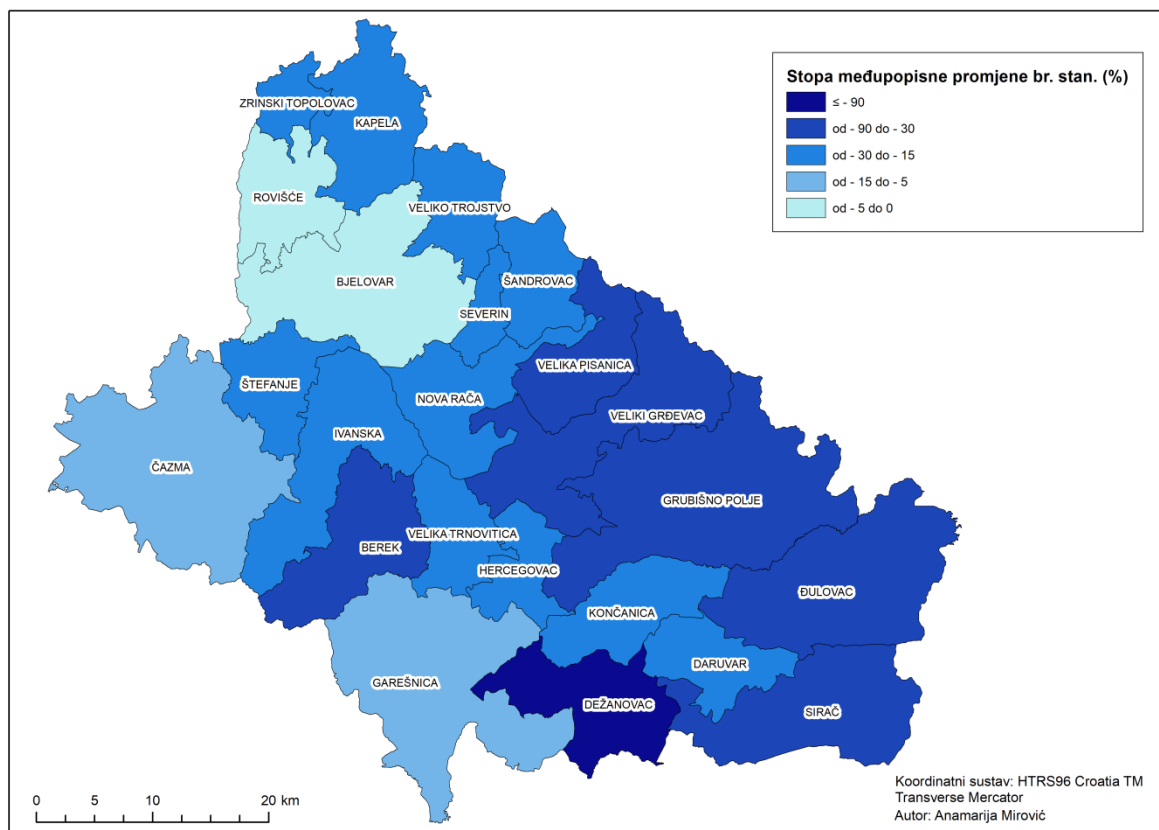 Stopa međupopisne promjene br. stan. (%)
≤ - 90
od - 90 do - 30
od - 30 do - 15
od - 15 do - 5
od - 5 do 0
ZRINSKI TOPOLOVAC
KAPELA
ROVIŠĆE
VELIKO TROJSTVO
BJELOVAR
ŠANDROVAC
SEVERIN
VELIKA PISANICA
ŠTEFANJE
NOVA RAČA
VELIKI GRĐEVAC
IVANSKA
ČAZMA
GRUBIŠNO POLJE
VELIKA TRNOVITICA
BEREK
HERCEGOVAC
ĐULOVAC
KONČANICA
DARUVAR
GAREŠNICA
DEŽANOVAC
SIRAČ
0 5 10 20 km
Koordinatni sustav: HTRS96 Croatia TM
Transverse Mercator
Autor: Anamarija Mirović